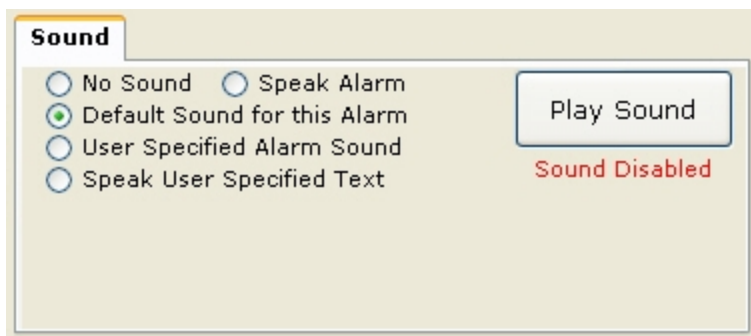 Sound
No Sound Speak Alarm
Default Sound for this Alarm
User Specified Alarm Sound
Speak User Specified Text
Play Sound
Sound Disabled